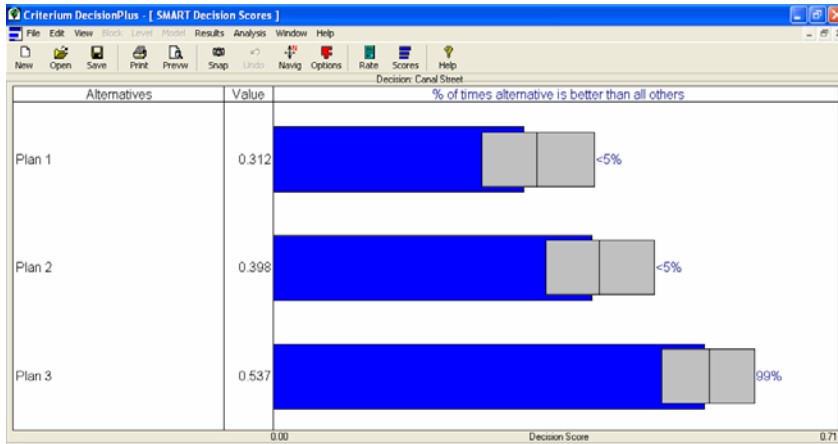 Criterium DecisionPlus - [ SMART Decision Scores ]
File Edit View Block Level Model Results Analysis Window Help
New Open Save Print Prevw Snap Undo Navig Options Rate Scores Help
Decision: Canal Street
Alternatives Value % of times alternative is better than all others
Plan 1 0.312 <5%
Plan 2 0.398 <5%
Plan 3 0.537 99%
0.00 Decision Score 0.71